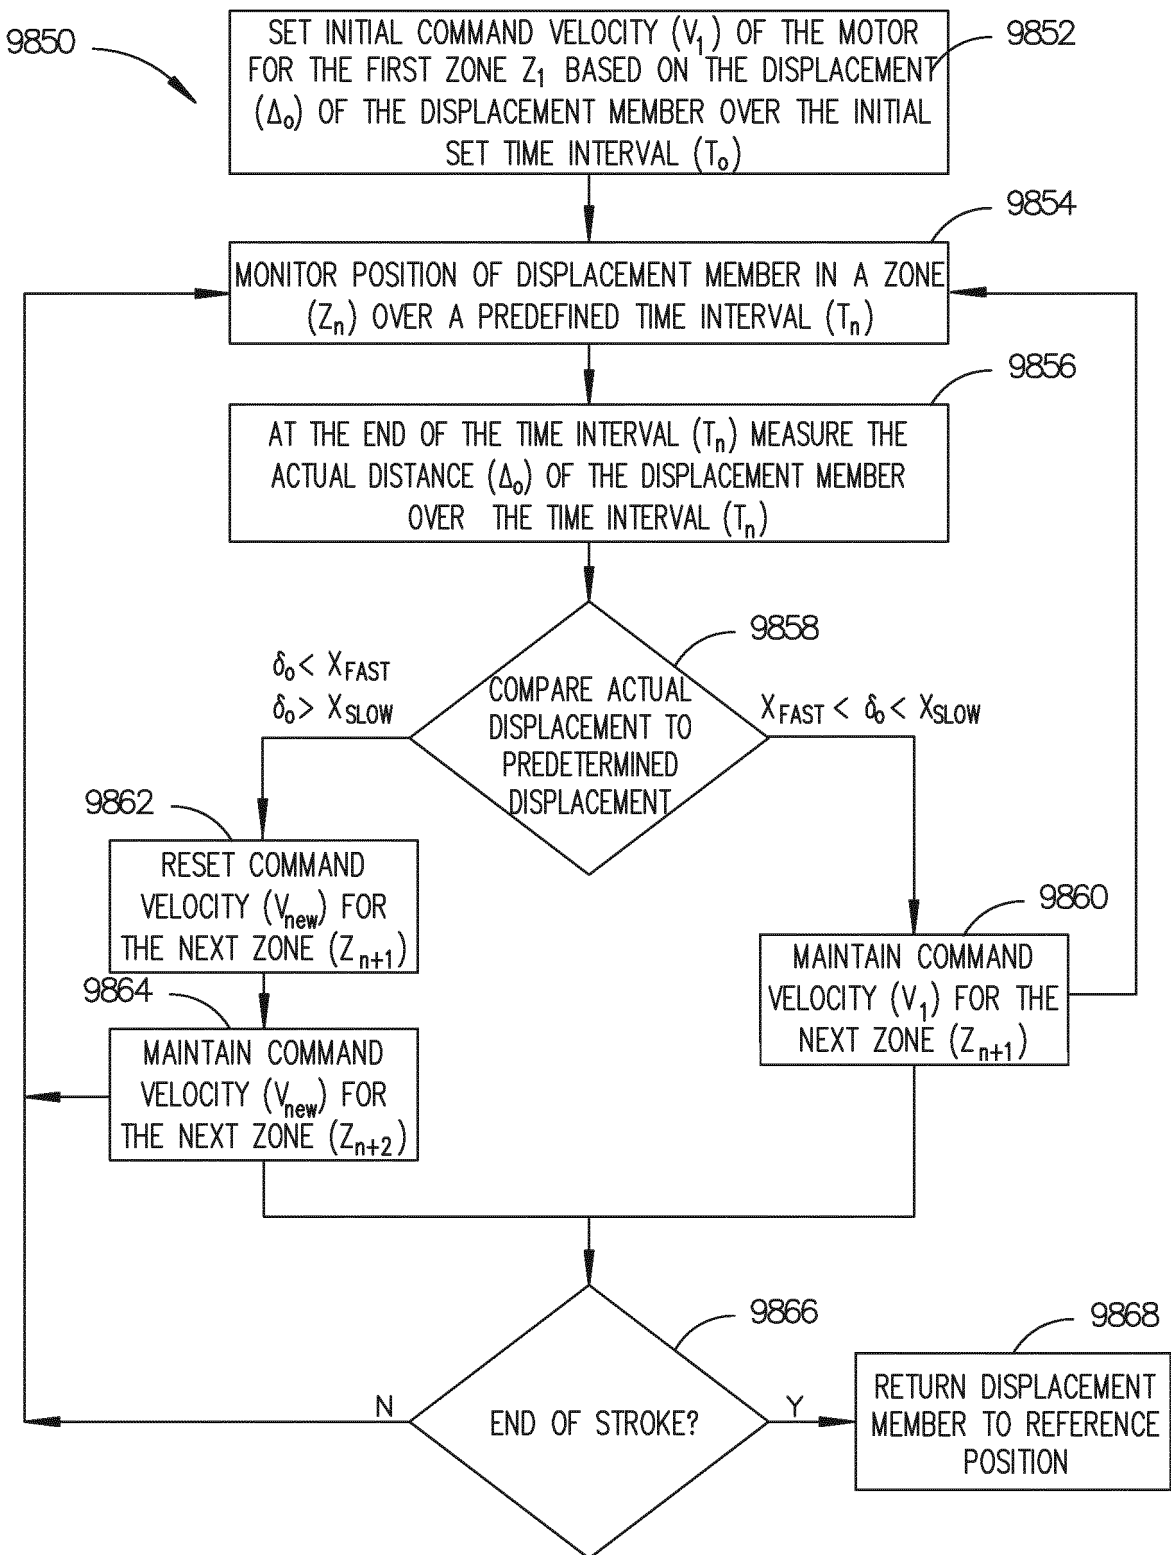 9850
SET INITIAL COMMAND VELOCITY (V₁) OF THE MOTOR
FOR THE FIRST ZONE Z₁ BASED ON THE DISPLACEMENT
(Δₒ) OF THE DISPLACEMENT MEMBER OVER THE INITIAL
SET TIME INTERVAL (Tₒ)
9852
9854
MONITOR POSITION OF DISPLACEMENT MEMBER IN A ZONE
(Zₙ) OVER A PREDEFINED TIME INTERVAL (Tₙ)
9856
AT THE END OF THE TIME INTERVAL (Tₙ) MEASURE THE
ACTUAL DISTANCE (Δₒ) OF THE DISPLACEMENT MEMBER
OVER THE TIME INTERVAL (Tₙ)
9858
COMPARE ACTUAL
DISPLACEMENT TO
PREDETERMINED
DISPLACEMENT
δₒ < X_FAST
δₒ > X_SLOW
X_FAST < δₒ < X_SLOW
9862
RESET COMMAND
VELOCITY (V_new) FOR
THE NEXT ZONE (Zₙ₊₁)
9864
MAINTAIN COMMAND
VELOCITY (V_new) FOR
THE NEXT ZONE (Zₙ₊₂)
9860
MAINTAIN COMMAND
VELOCITY (V₁) FOR THE
NEXT ZONE (Zₙ₊₁)
9866
END OF STROKE?
N
Y
9868
RETURN DISPLACEMENT
MEMBER TO REFERENCE
POSITION